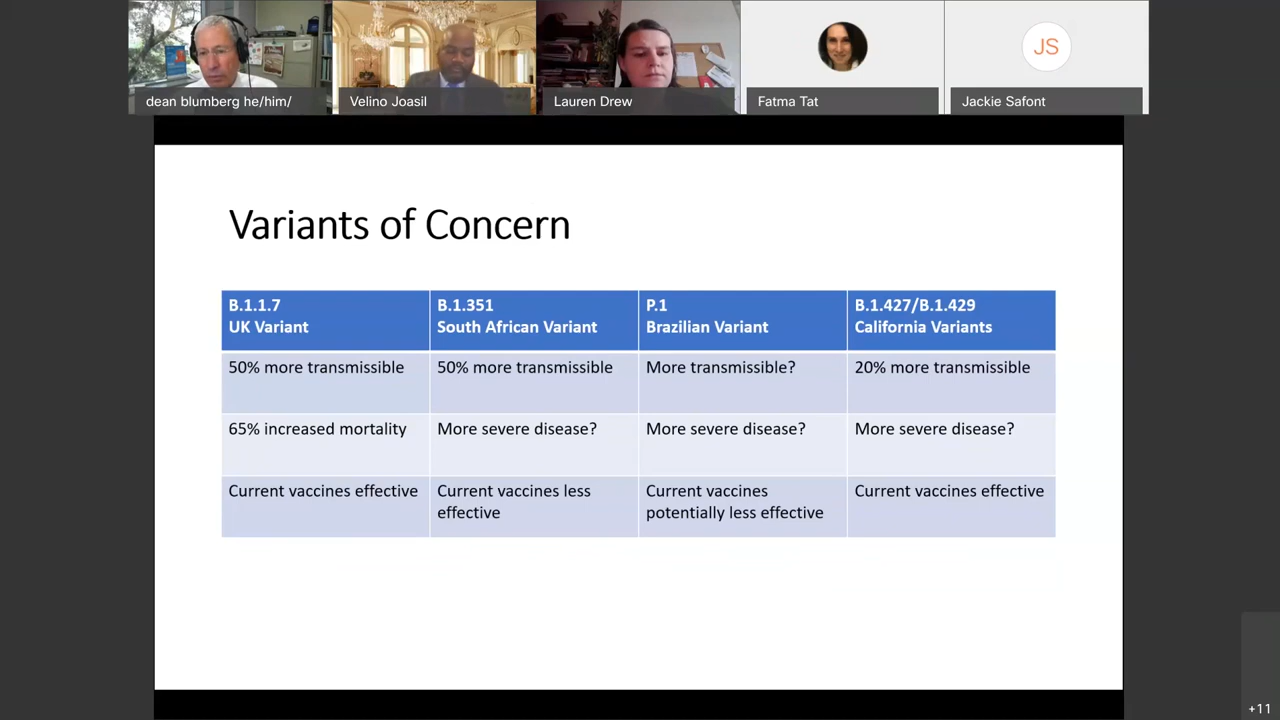 dean blumberg he/him/
Velino Joasil
Lauren Drew
Fatma Tat
JS
Jackie Safont
Variants of Concern
B.1.1.7
UK Variant
B.1.351
South African Variant
P.1
Brazilian Variant
B.1.427/B.1.429
California Variants
50% more transmissible
50% more transmissible
More transmissible?
20% more transmissible
65% increased mortality
More severe disease?
More severe disease?
More severe disease?
Current vaccines effective
Current vaccines less
effective
Current vaccines
potentially less effective
Current vaccines effective
+11